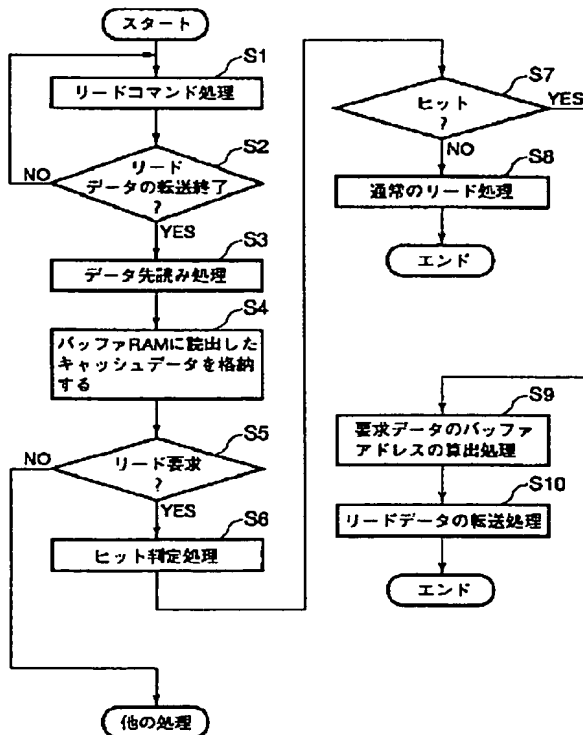 スタート
S1
リードコマンド処理
S2
リード
データの転送終了
?
NO
YES
S3
データ先読み処理
S4
バッファRAMに読出した
キャッシュデータを格納
する
S5
リード要求
?
NO
YES
S6
ヒット判定処理
他の処理
S7
ヒット
?
YES
NO
S8
通常のリード処理
エンド
S9
要求データのバッファ
アドレスの算出処理
S10
リードデータの転送処理
エンド